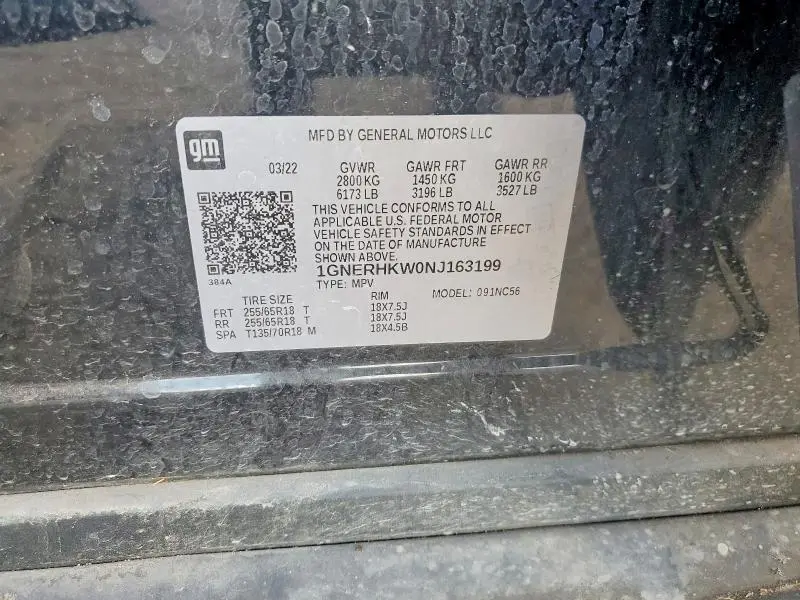 gm
MFD BY GENERAL MOTORS LLC
03/22 GVWR GAWR FRT GAWR RR
2800 KG 1450 KG 1600 KG
6173 LB 3196 LB 3527 LB
THIS VEHICLE CONFORMS TO ALL
APPLICABLE U.S. FEDERAL MOTOR
VEHICLE SAFETY STANDARDS IN EFFECT
ON THE DATE OF MANUFACTURE
SHOWN ABOVE.
1GNERHKW0NJ163199
384A
TYPE: MPV MODEL: 091NC56
TIRE SIZE RIM
FRT 255/65R18 T 18X7.5J
RR 255/65R18 T 18X7.5J
SPA T135/70R18 M 18X4.5B